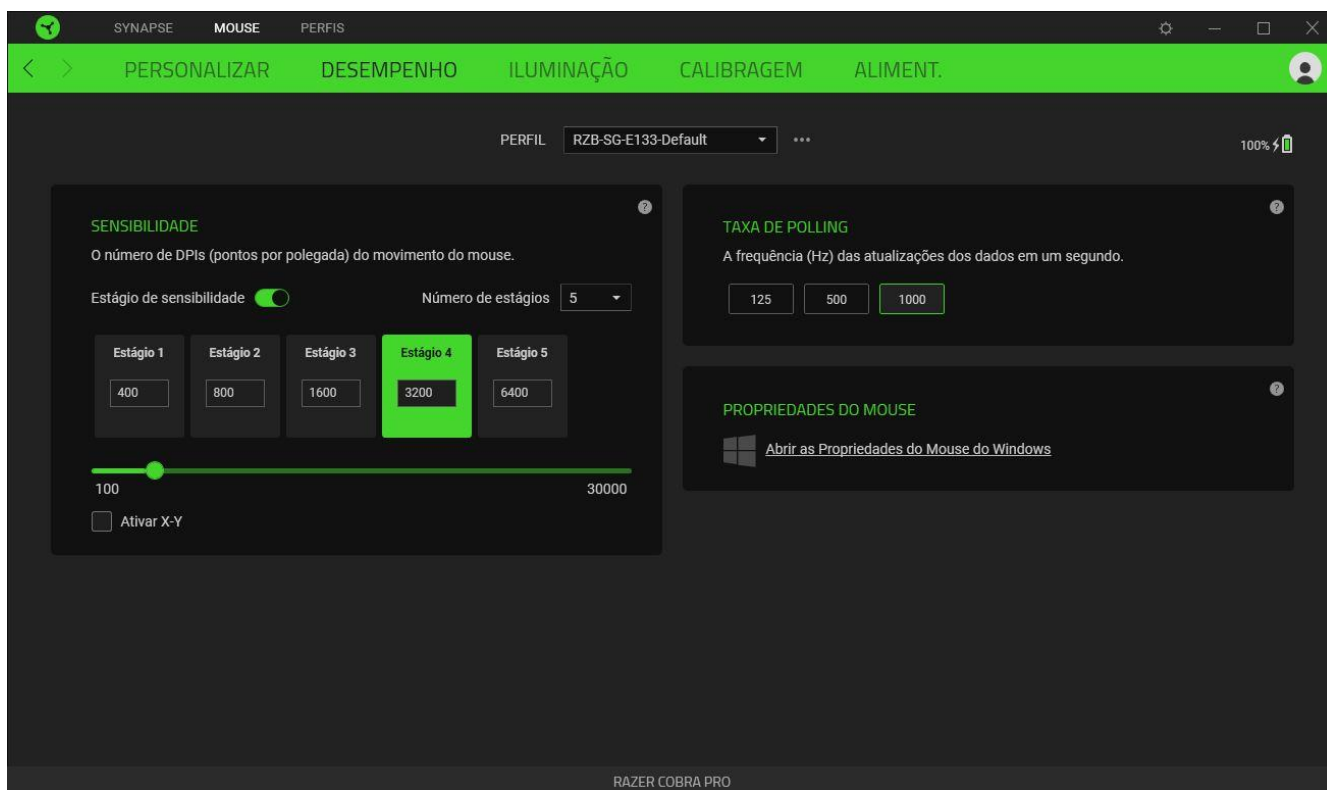 SYNAPSE MOUSE PERFIS
PERSONALIZAR DESEMPENHO ILUMINAÇÃO CALIBRAGEM ALIMENT.
PERFIL RZB-SG-E133-Default
100%
SENSIBILIDADE
O número de DPIs (pontos por polegada) do movimento do mouse.
Estágio de sensibilidade Número de estágios 5
Estágio 1 Estágio 2 Estágio 3 Estágio 4 Estágio 5
400 800 1600 3200 6400
100 30000
Ativar X-Y
TAXA DE POLLING
A frequência (Hz) das atualizações dos dados em um segundo.
125 500 1000
PROPRIEDADES DO MOUSE
Abrir as Propriedades do Mouse do Windows
RAZER COBRA PRO